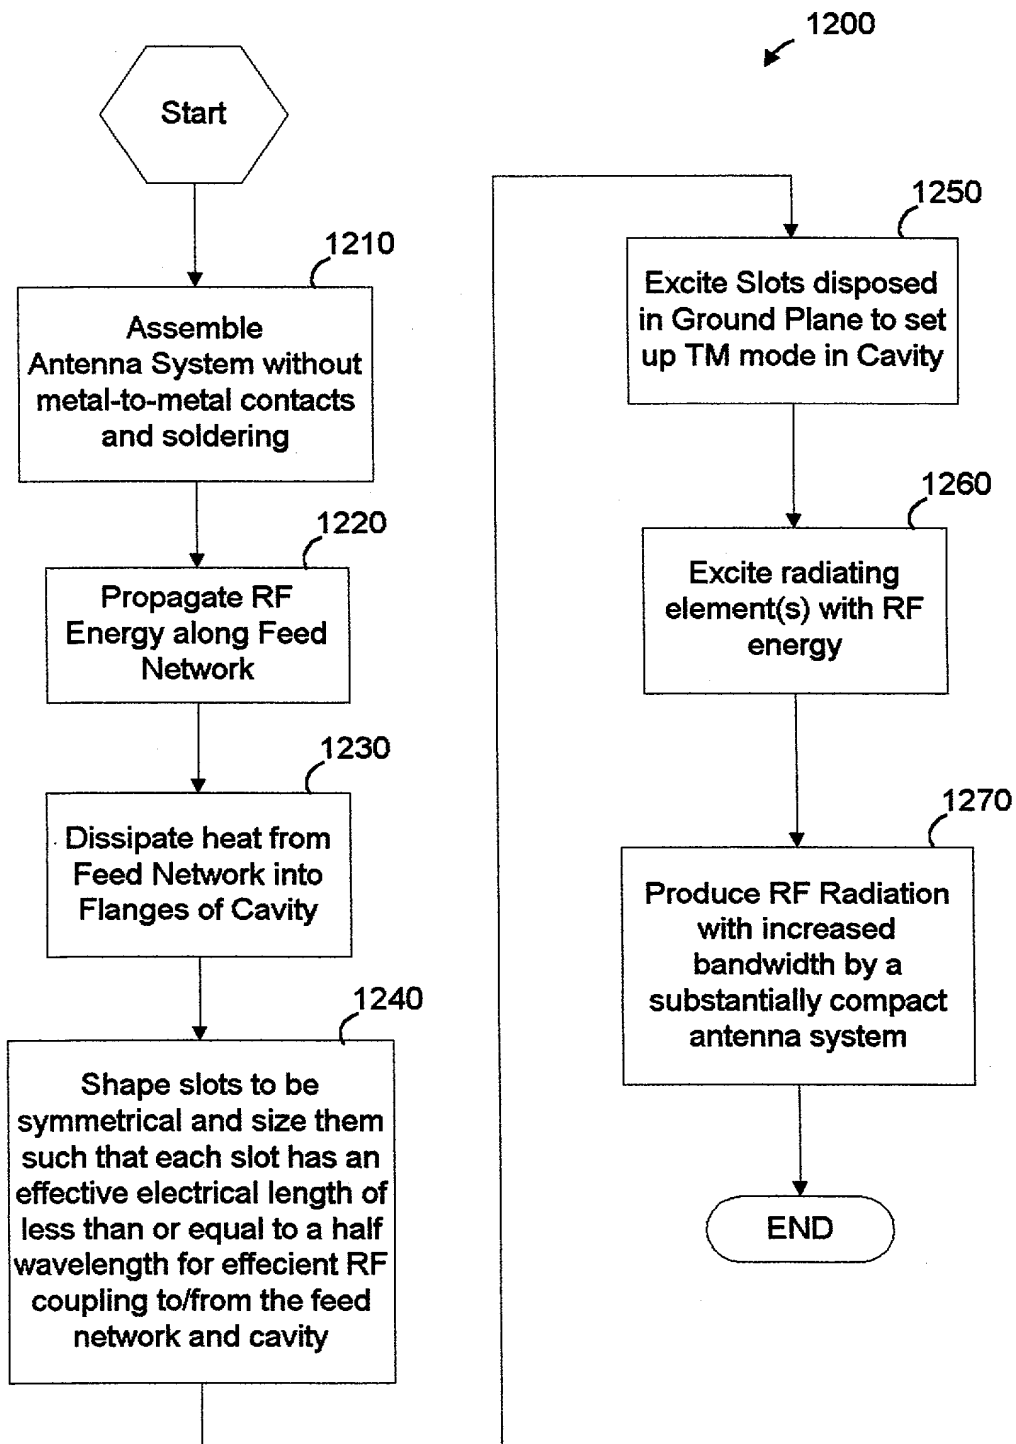 1200
Start
1210
Assemble
Antenna System without
metal-to-metal contacts
and soldering
1220
Propagate RF
Energy along Feed
Network
1230
Dissipate heat from
Feed Network into
Flanges of Cavity
1240
Shape slots to be
symmetrical and size them
such that each slot has an
effective electrical length of
less than or equal to a half
wavelength for effecient RF
coupling to/from the feed
network and cavity
1250
Excite Slots disposed
in Ground Plane to set
up TM mode in Cavity
1260
Excite radiating
element(s) with RF
energy
1270
Produce RF Radiation
with increased
bandwidth by a
substantially compact
antenna system
END